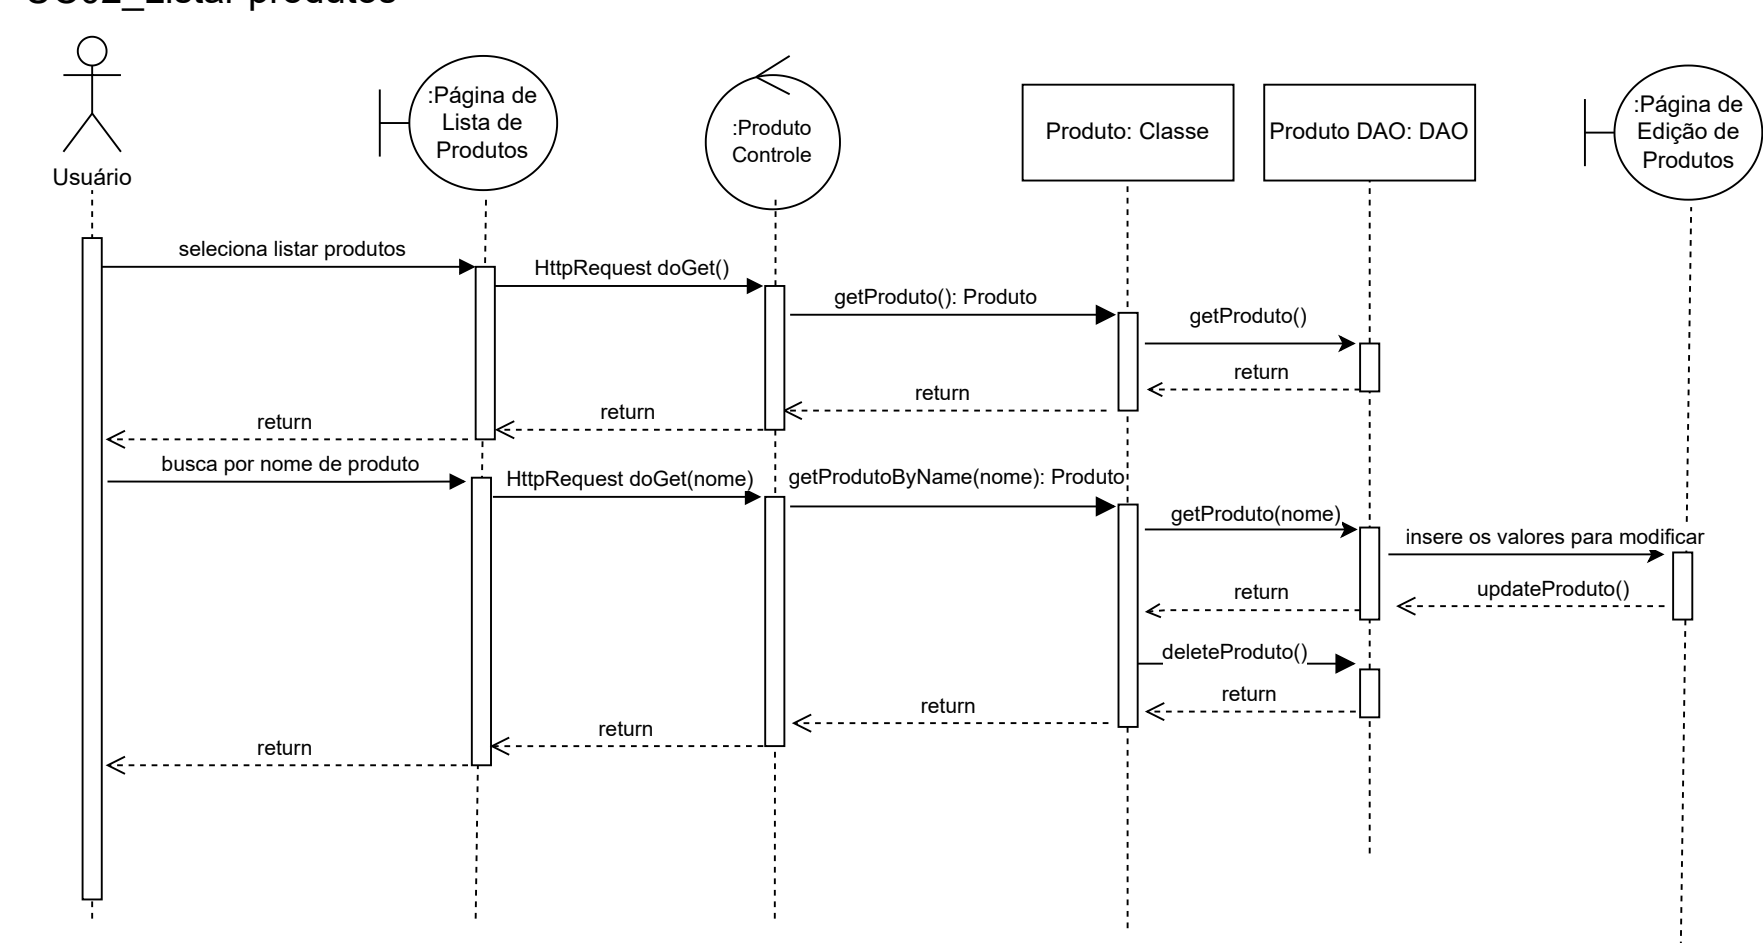 Listar produtos
:Página de
Lista de
Produtos
:Produto
Controle
Produto: Classe
Produto DAO: DAO
:Página de
Edição de
Produtos
Usuário
seleciona listar produtos
HttpRequest doGet()
getProduto(): Produto
getProduto()
return
return
return
return
busca por nome de produto
HttpRequest doGet(nome)
getProdutoByName(nome): Produto
getProduto(nome)
insere os valores para modificar
return
updateProduto()
deleteProduto()
return
return
return
return